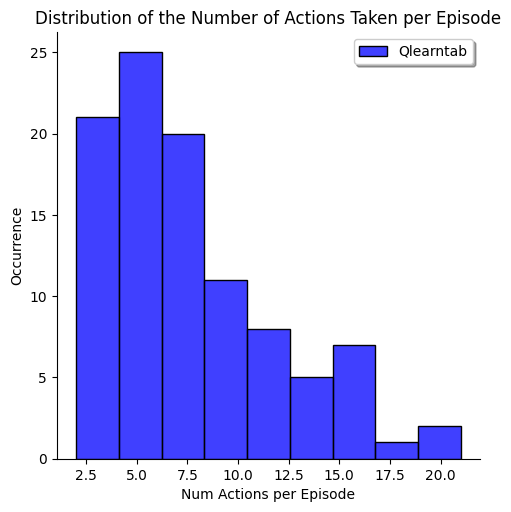 Distribution of the Number of Actions Taken per Episode
Qlearntab
25
20
15
10
5
0
Occurrence
2.5 5.0 7.5 10.0 12.5 15.0 17.5 20.0
Num Actions per Episode